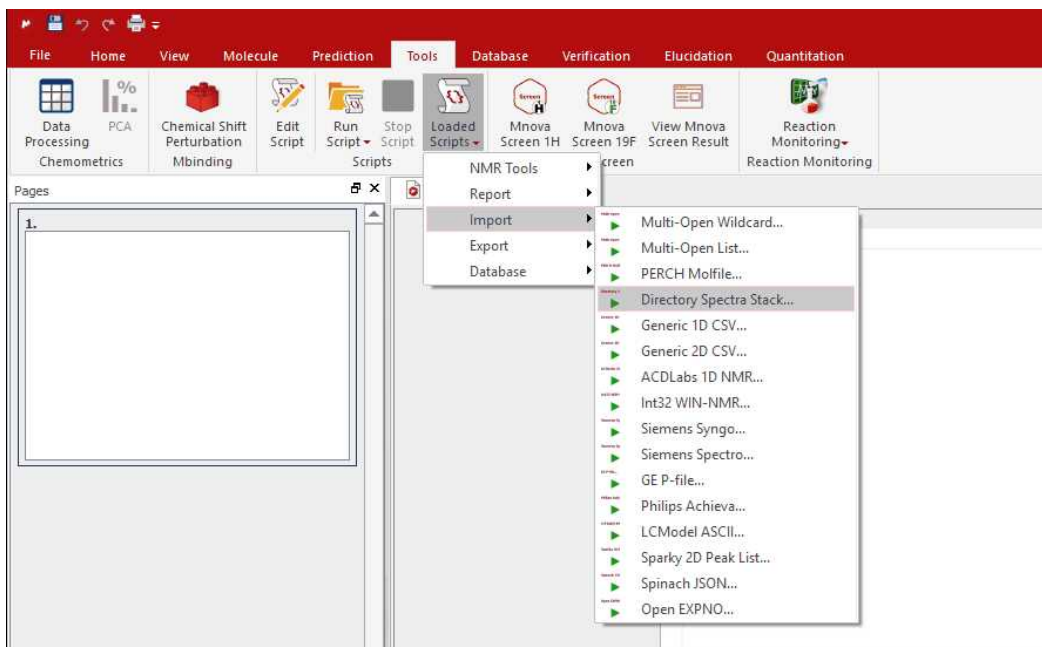 File Home View Molecule Prediction Tools Database Verification Elucidation Quantitation
Data Processing
PCA
Chemical Shift Perturbation
Edit Script
Run Script
Stop Script
Loaded Scripts
Mnova Screen 1H
Mnova Screen 19F
View Mnova Screen Result
Reaction Monitoring
Chemometrics Mbinding Scripts creen Reaction Monitoring
Pages
1.
NMR Tools
Report
Import
Export
Database
Multi-Open Wildcard...
Multi-Open List...
PERCH Molfile...
Directory Spectra Stack...
Generic 1D CSV...
Generic 2D CSV...
ACDLabs 1D NMR...
Int32 WIN-NMR...
Siemens Syngo...
Siemens Spectro...
GE P-file...
Philips Achieva...
LCModel ASCII...
Sparky 2D Peak List...
Spinach JSON...
Open EXPNO...